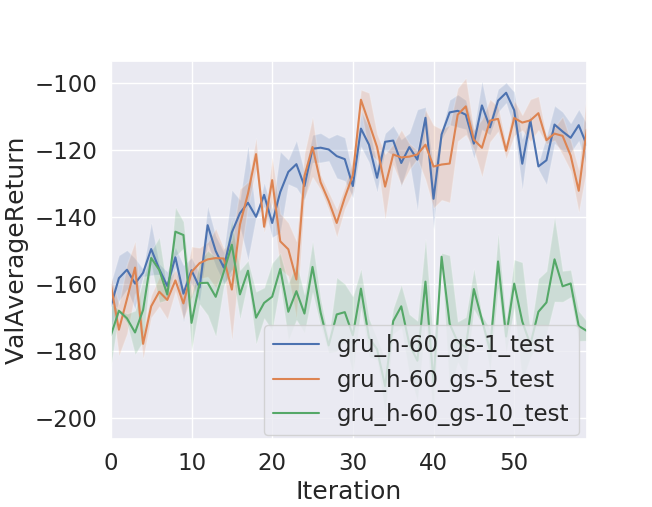 −100
−120
−140
−160
−180
−200
ValAverageReturn
gru_h-60_gs-1_test
gru_h-60_gs-5_test
gru_h-60_gs-10_test
0 10 20 30 40 50
Iteration